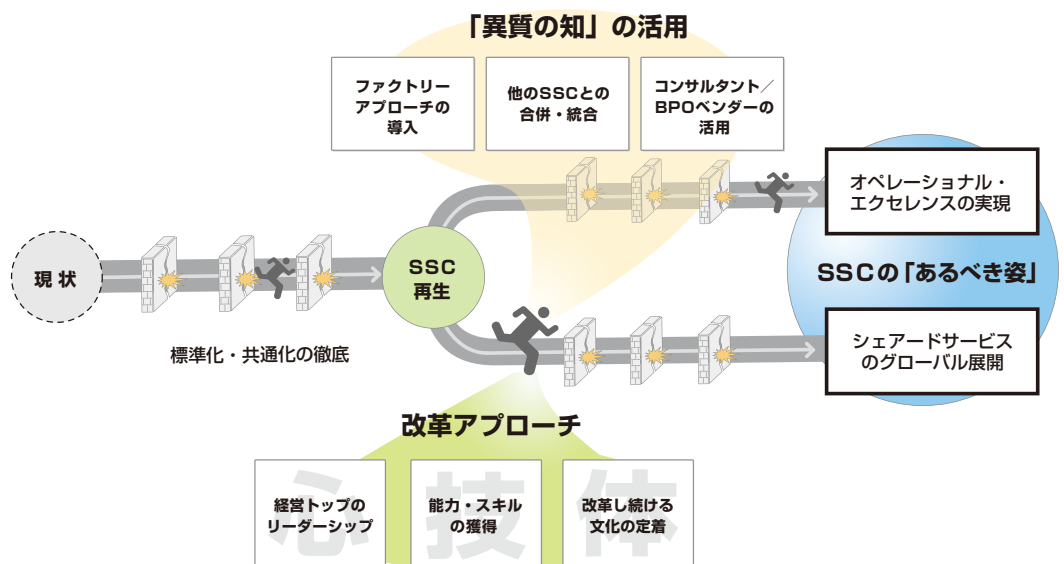 「異質の知」の活用
ファクトリー
アプローチの
導入
他のSSCとの
合併・統合
コンサルタント／
BPOベンダーの
活用
オペレーショナル・
エクセレンスの実現
現状
SSC
再生
SSCの「あるべき姿」
標準化・共通化の徹底
シェアードサービス
のグローバル展開
改革アプローチ
心
経営トップの
リーダーシップ
技
能力・スキル
の獲得
体
改革し続ける
文化の定着